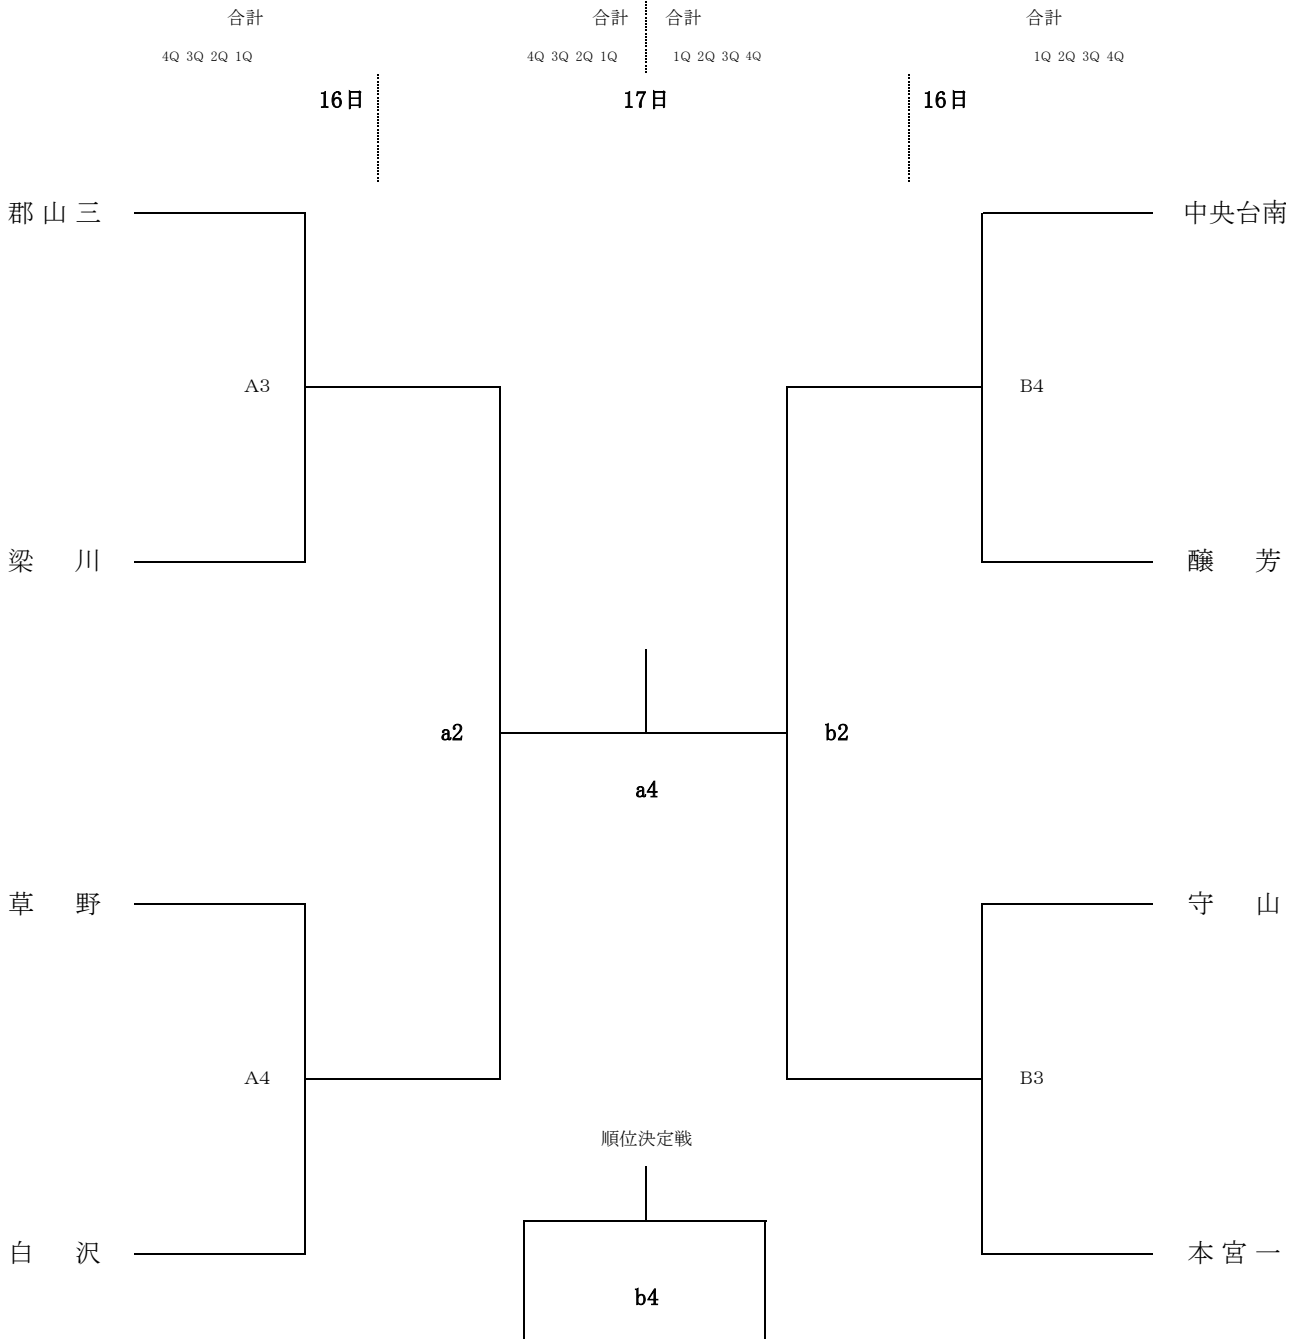 合計 合計 合計 合計
4Q 3Q 2Q 1Q 4Q 3Q 2Q 1Q 1Q 2Q 3Q 4Q 1Q 2Q 3Q 4Q
16日 17日 16日
郡山三 中央台南
A3 B4
梁川 醸芳
a2 b2
a4
草野 守山
A4 B3
順位決定戦
白沢 本宮一
b4